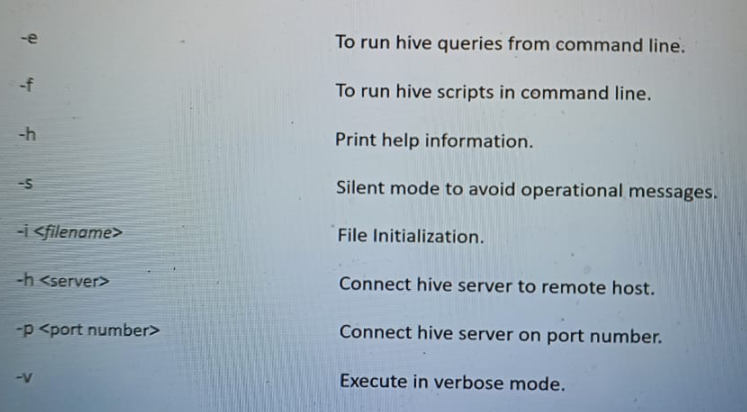 -e To run hive queries from command line.
-f To run hive scripts in command line.
-h Print help information.
-s Silent mode to avoid operational messages.
-i <filename> File Initialization.
-h <server> Connect hive server to remote host.
-p <port number> Connect hive server on port number.
-v Execute in verbose mode.